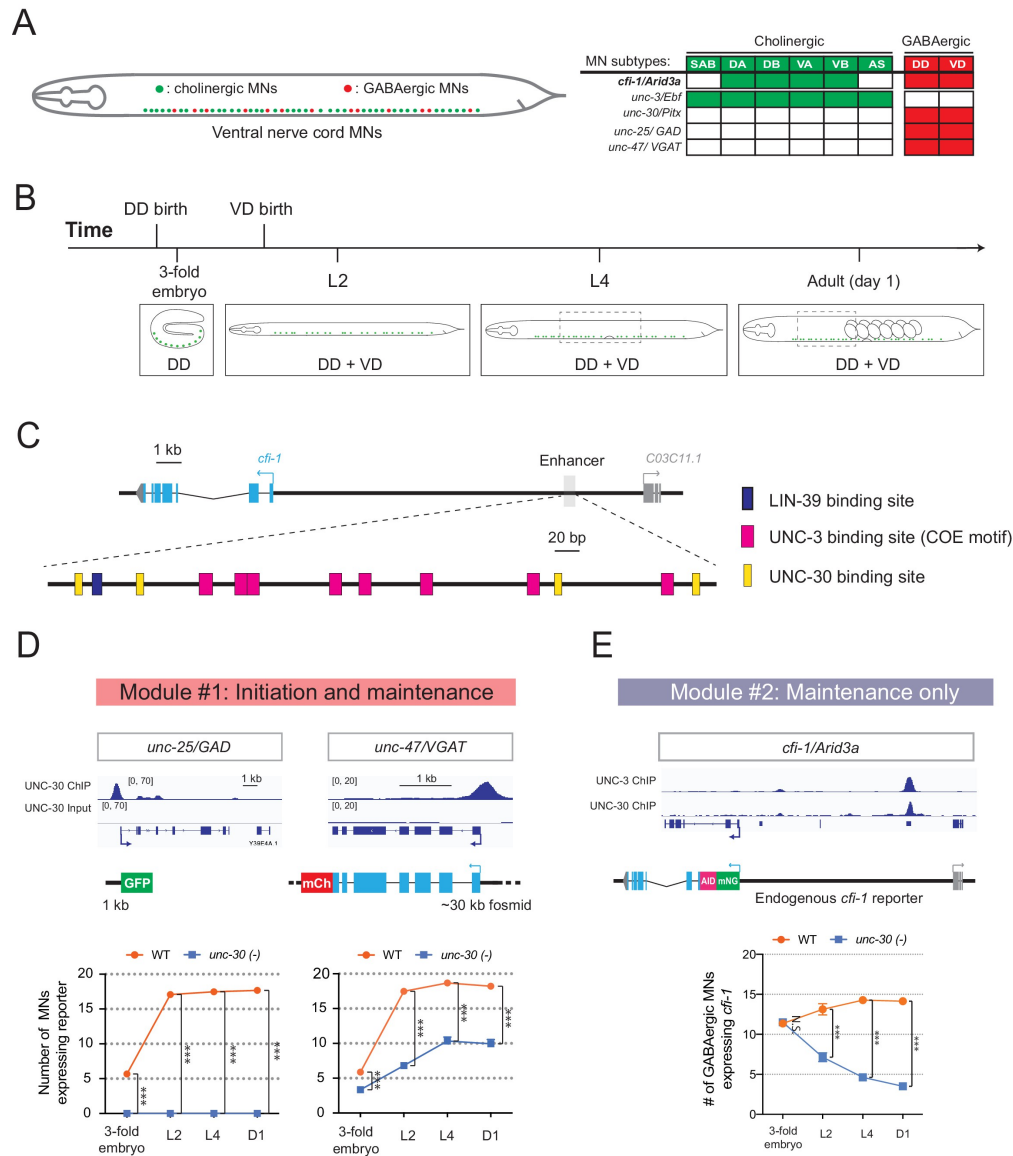 A
: cholinergic MNs
: GABAergic MNs
Ventral nerve cord MNs
Cholinergic
GABAergic
MN subtypes:
SAB DA DB VA VB AS DD VD
cfi-1/Arid3a
unc-3/Ebf
unc-30/Pitx
unc-25/ GAD
unc-47/ VGAT
B
DD birth
VD birth
Time
3-fold
embryo
L2
L4
Adult (day 1)
DD
DD + VD
DD + VD
DD + VD
C
1 kb
cfi-1
Enhancer
C03C11.1
20 bp
LIN-39 binding site
UNC-3 binding site (COE motif)
UNC-30 binding site
D
Module #1: Initiation and maintenance
unc-25/GAD
unc-47/VGAT
UNC-30 ChIP
[0, 70]
1 kb
UNC-30 Input
[0, 70]
Y39E4A.1
[0, 20]
1 kb
[0, 20]
GFP
1 kb
mCh
~30 kb fosmid
WT
unc-30 (-)
Number of MNs
expressing reporter
20
15
10
5
0
***
***
***
***
3-fold
embryo
L2
L4
D1
WT
unc-30 (-)
20
15
10
5
0
***
***
***
***
3-fold
embryo
L2
L4
D1
E
Module #2: Maintenance only
cfi-1/Arid3a
UNC-3 ChIP
UNC-30 ChIP
AID mNG
Endogenous cfi-1 reporter
WT
unc-30 (-)
# of GABAergic MNs
expressing cfi-1
20
15
10
5
0
NS
***
***
***
3-fold
embryo
L2
L4
D1